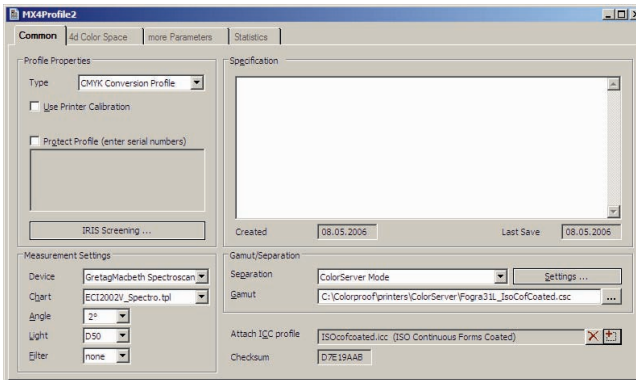 MX4Profile2
Common 4d Color Space more Parameters Statistics
Profile Properties
Type CMYK Conversion Profile
Use Printer Calibration
Protect Profile (enter serial numbers)
IRIS Screening ...
Specification
Created 08.05.2006 Last Save 08.05.2006
Measurement Settings
Device GretagMacbeth Spectroscan
Chart ECI2002V_Spectro.tpl
Angle 2°
Light D50
Filter none
Gamut/Separation
Separation ColorServer Mode Settings ...
Gamut C:\Colorproof\printers\ColorServer\Fogra31L_IsoCofCoated.csc ...
Attach ICC profile ISOcofcoated.icc (ISO Continuous Forms Coated)
Checksum D7E19AAB